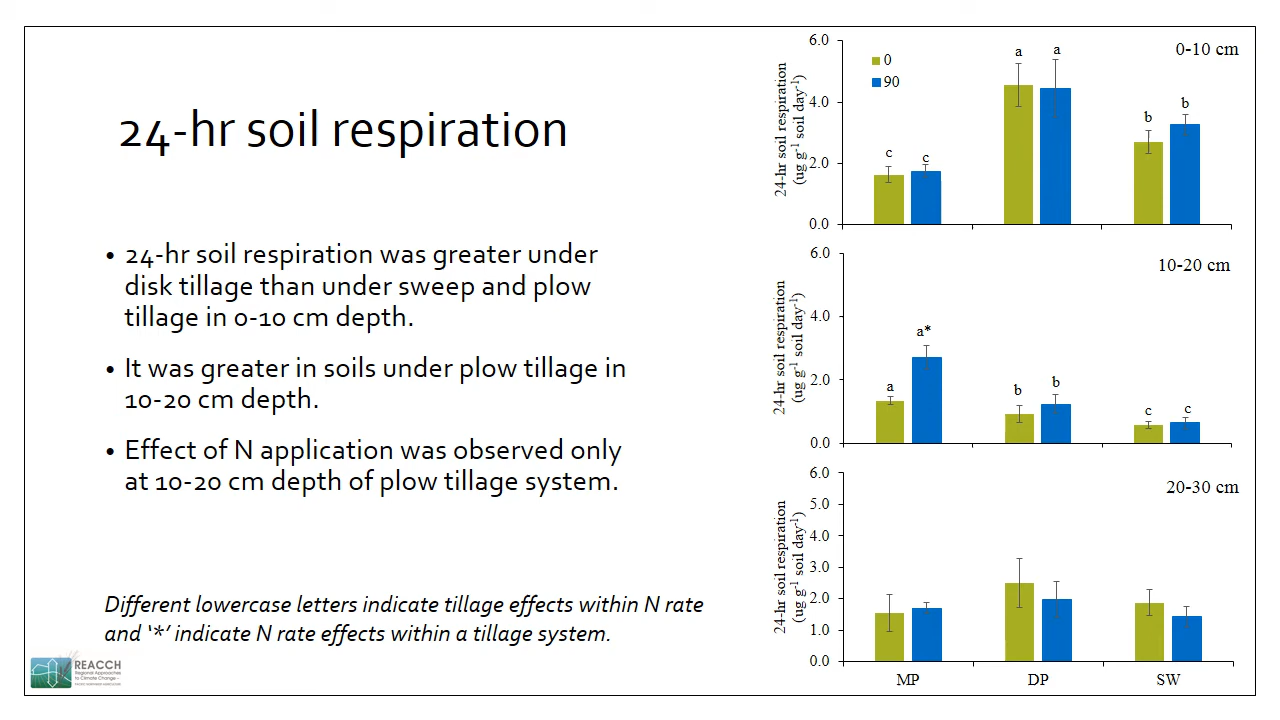 24-hr soil respiration
• 24-hr soil respiration was greater under
disk tillage than under sweep and plow
tillage in 0-10 cm depth.
• It was greater in soils under plow tillage in
10-20 cm depth.
• Effect of N application was observed only
at 10-20 cm depth of plow tillage system.
Different lowercase letters indicate tillage effects within N rate
and ‘*’ indicate N rate effects within a tillage system.
REACCH
Regional Approaches
to Climate Change –
0-10 cm
0
90
24-hr soil respiration
(ug g-1 soil day-1)
6.0
4.0
2.0
0.0
c c a a b b
10-20 cm
24-hr soil respiration
(ug g-1 soil day-1)
6.0
4.0
2.0
0.0
a a* b b c c
20-30 cm
24-hr soil respiration
(ug g-1 soil day-1)
6.0
5.0
4.0
3.0
2.0
1.0
0.0
MP DP SW